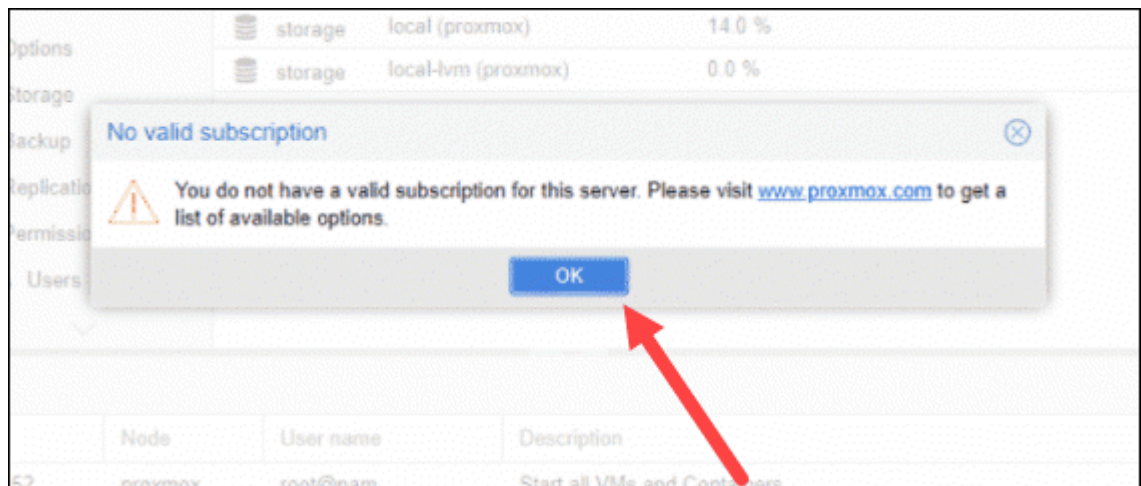 storage local (proxmox) 14.0 %
Options
storage local-lvm (proxmox) 0.0 %
Storage
No valid subscription
Backup
You do not have a valid subscription for this server. Please visit www.proxmox.com to get a
list of available options.
OK
Users
Node User name Description
proxmox root@pam Start all VMs and Containers